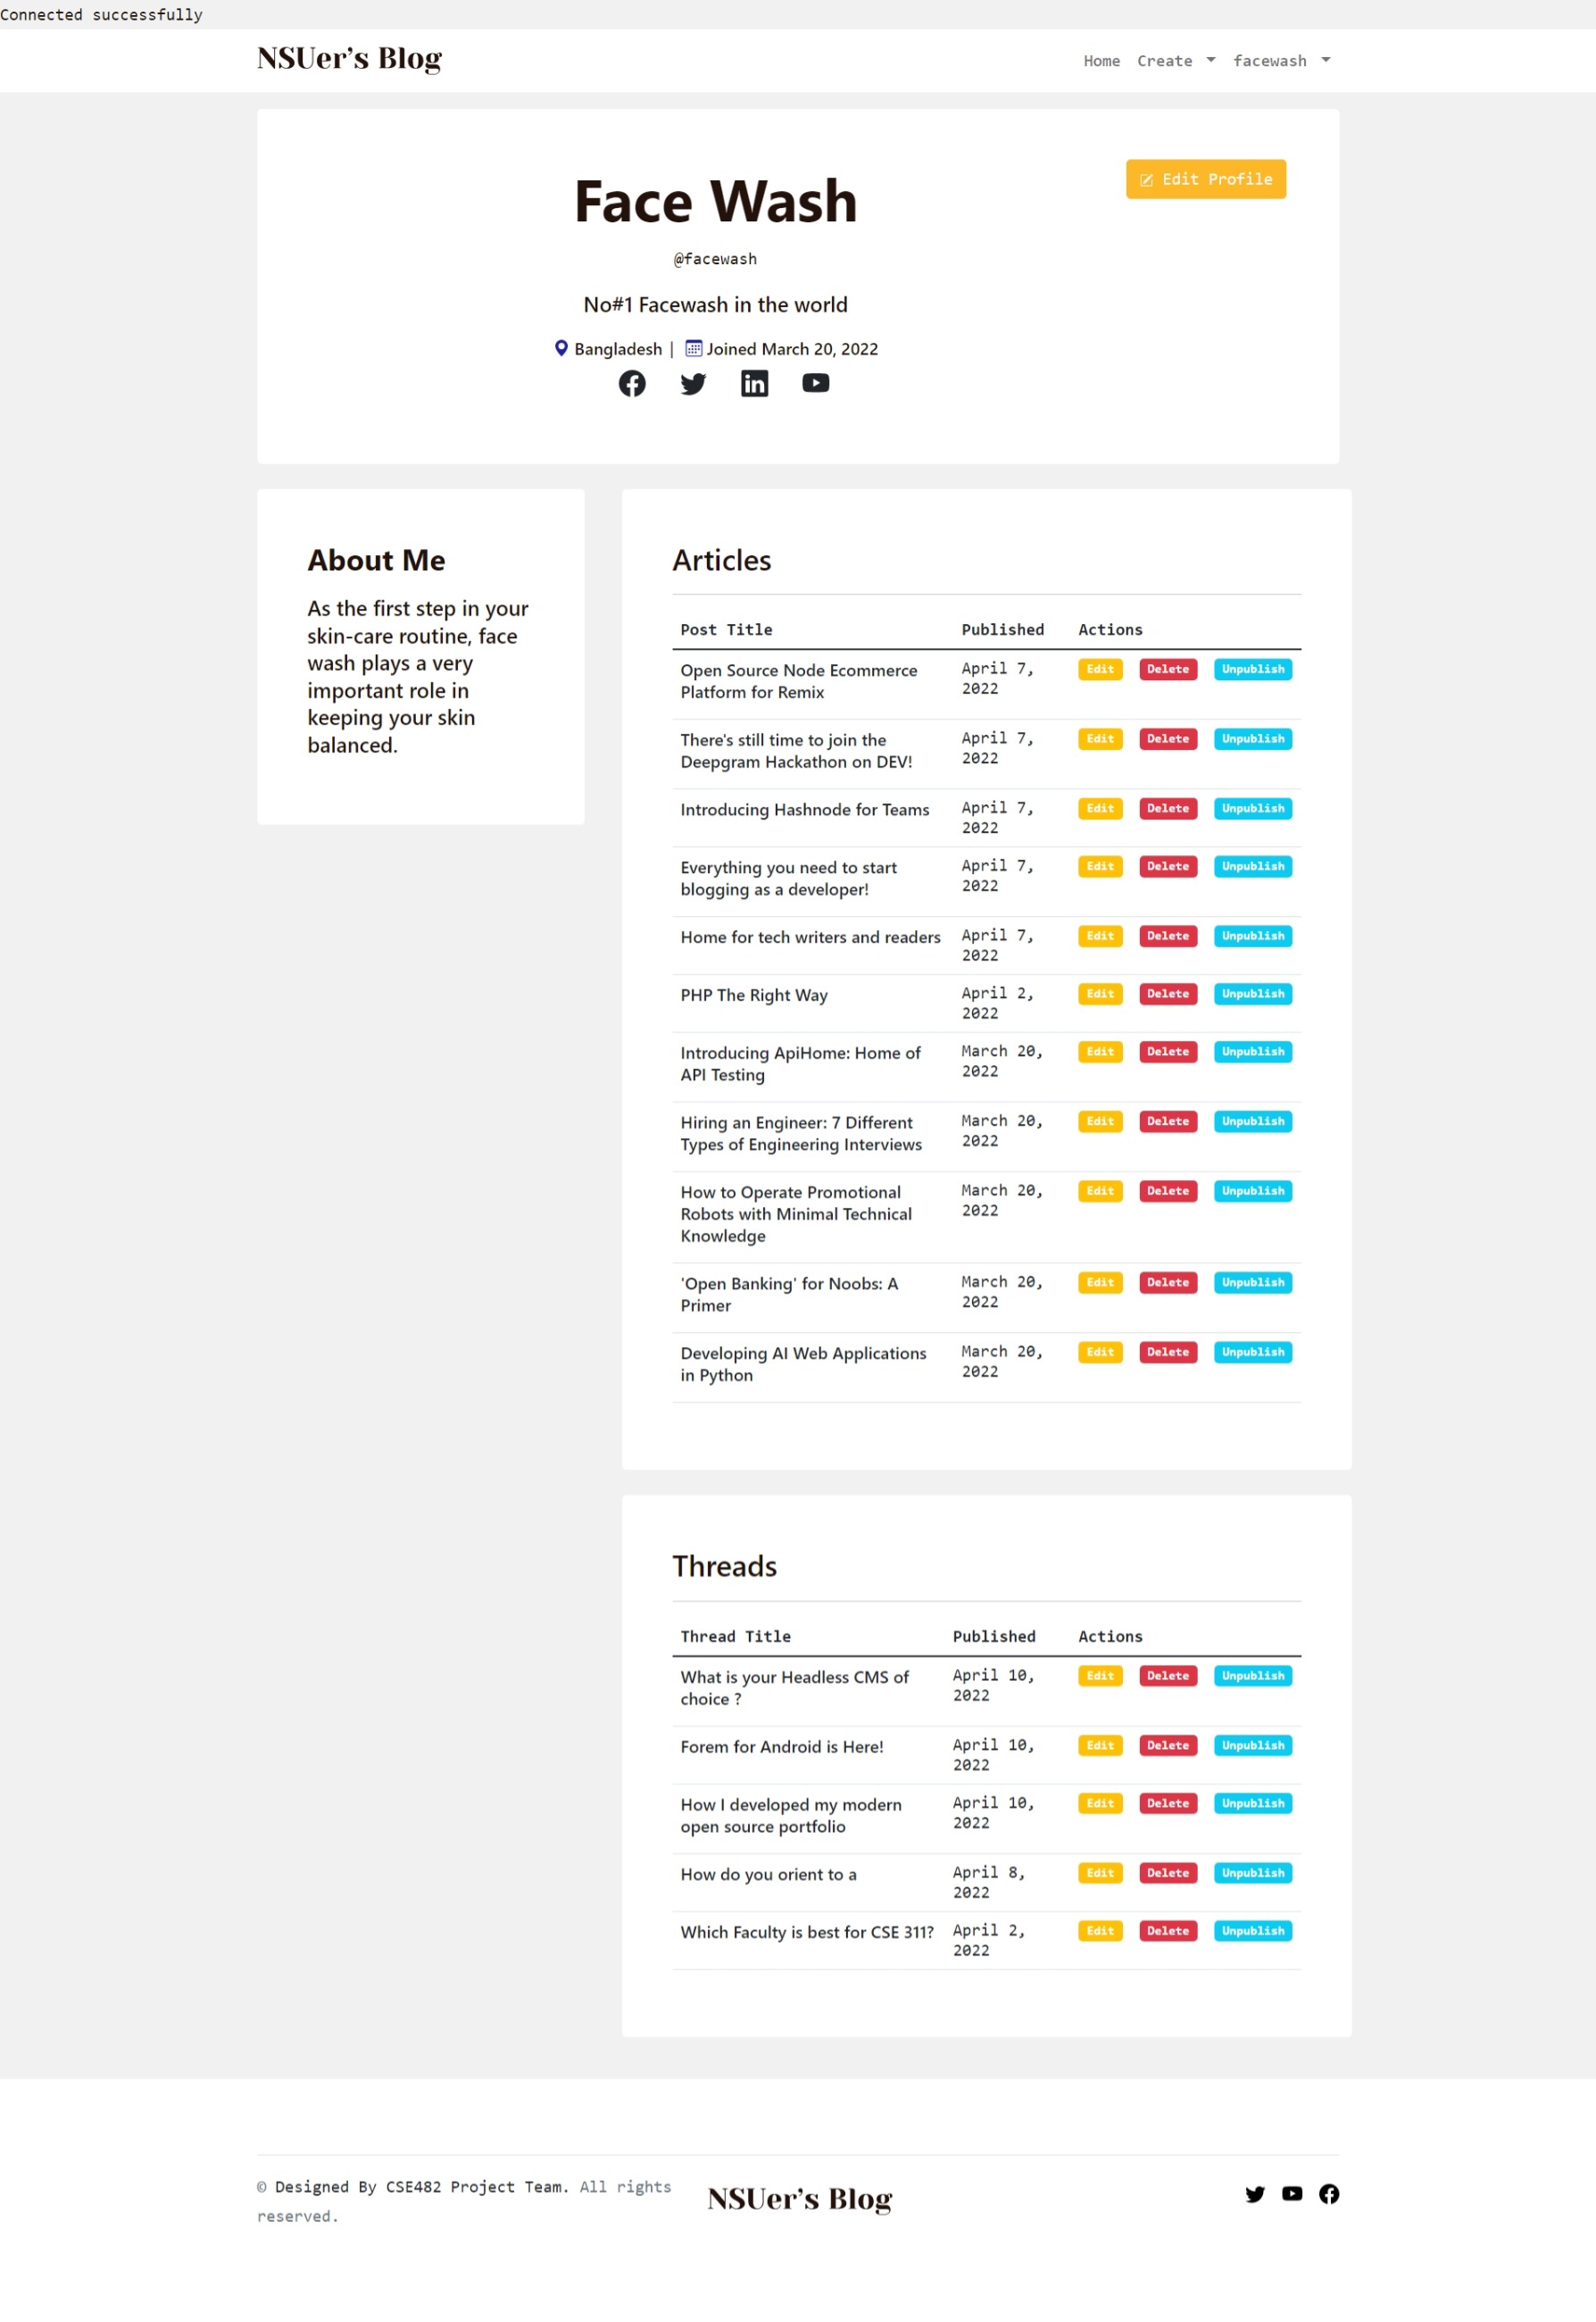 Connected successfully
NSUer's Blog
Home Create facewash
Edit Profile
Face Wash
@facewash
No#1 Facewash in the world
Bangladesh | Joined March 20, 2022
About Me
As the first step in your
skin-care routine, face
wash plays a very
important role in
keeping your skin
balanced.
Articles
Post Title Published Actions
Open Source Node Ecommerce
Platform for Remix
April 7,
2022
Edit Delete Unpublish
There's still time to join the
Deepgram Hackathon on DEV!
April 7,
2022
Edit Delete Unpublish
Introducing Hashnode for Teams
April 7,
2022
Edit Delete Unpublish
Everything you need to start
blogging as a developer!
April 7,
2022
Edit Delete Unpublish
Home for tech writers and readers
April 7,
2022
Edit Delete Unpublish
PHP The Right Way
April 2,
2022
Edit Delete Unpublish
Introducing ApiHome: Home of
API Testing
March 20,
2022
Edit Delete Unpublish
Hiring an Engineer: 7 Different
Types of Engineering Interviews
March 20,
2022
Edit Delete Unpublish
How to Operate Promotional
Robots with Minimal Technical
Knowledge
March 20,
2022
Edit Delete Unpublish
'Open Banking' for Noobs: A
Primer
March 20,
2022
Edit Delete Unpublish
Developing AI Web Applications
in Python
March 20,
2022
Edit Delete Unpublish
Threads
Thread Title Published Actions
What is your Headless CMS of
choice ?
April 10,
2022
Edit Delete Unpublish
Forem for Android is Here!
April 10,
2022
Edit Delete Unpublish
How I developed my modern
open source portfolio
April 10,
2022
Edit Delete Unpublish
How do you orient to a
April 8,
2022
Edit Delete Unpublish
Which Faculty is best for CSE 311?
April 2,
2022
Edit Delete Unpublish
© Designed By CSE482 Project Team. All rights
reserved.
NSUer's Blog